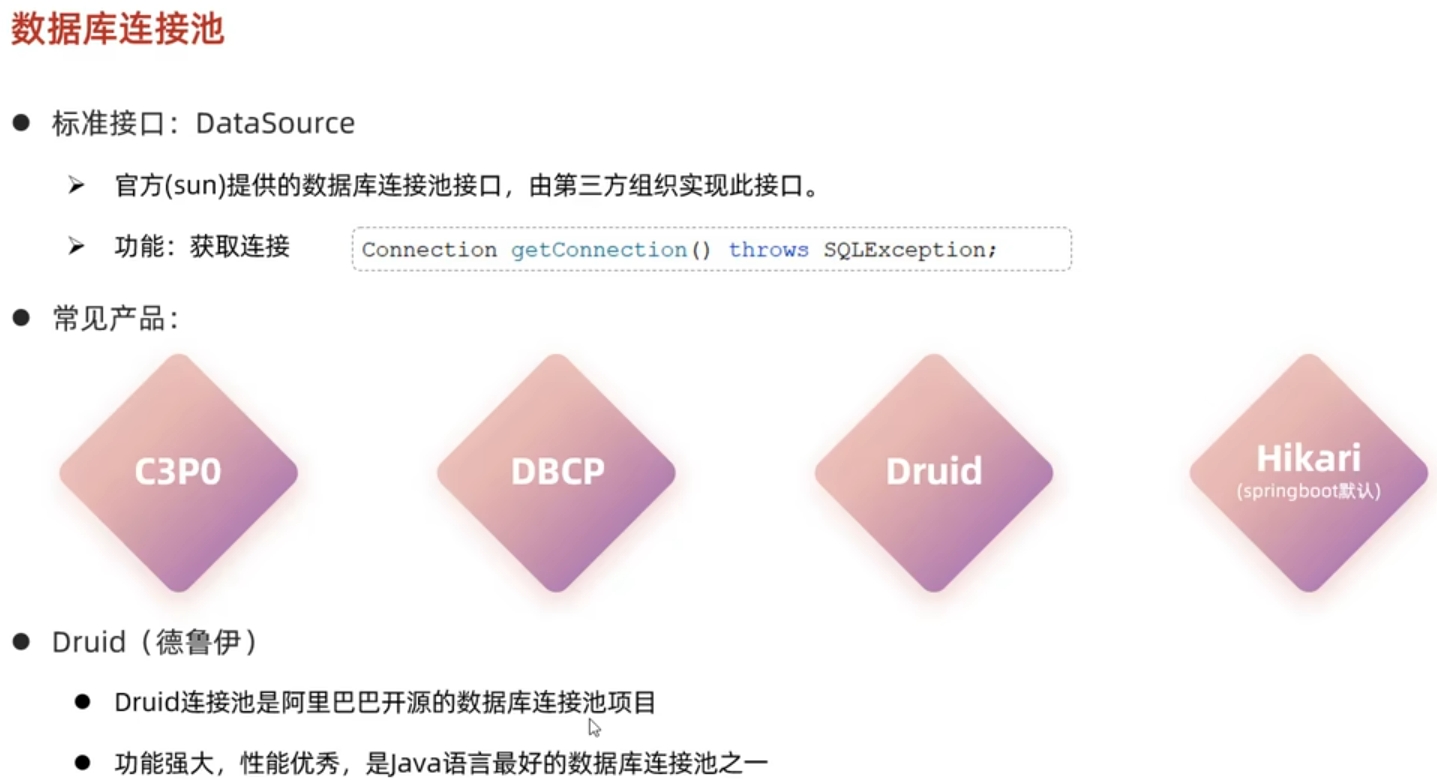 数据库连接池
标准接口：DataSource
官方(sun)提供的数据库连接池接口，由第三方组织实现此接口。
功能：获取连接
Connection getConnection() throws SQLException;
常见产品：
C3P0
DBCP
Druid
Hikari
(springboot默认)
Druid（德鲁伊）
Druid连接池是阿里巴巴开源的数据库连接池项目
功能强大，性能优秀，是Java语言最好的数据库连接池之一